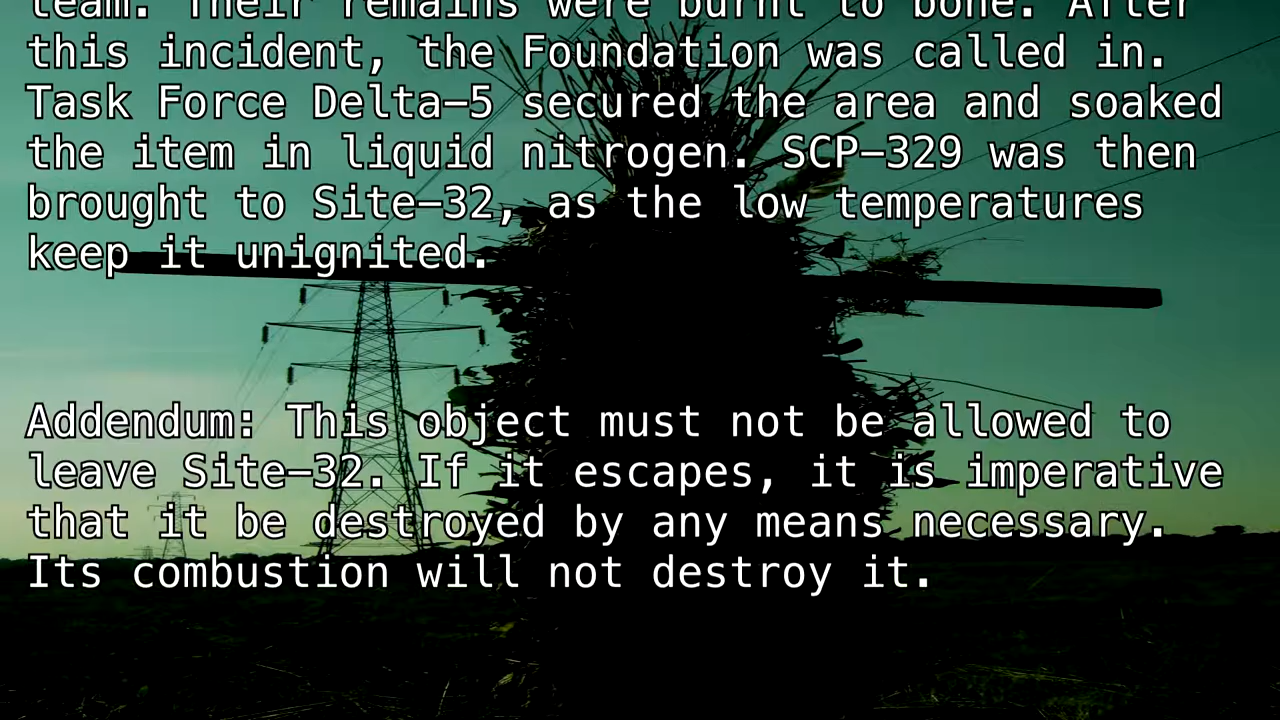 team. Their remains were burnt to bone. After
this incident, the Foundation was called in.
Task Force Delta-5 secured the area and soaked
the item in liquid nitrogen. SCP-329 was then
brought to Site-32, as the low temperatures
keep it unignited.
Addendum: This object must not be allowed to
leave Site-32. If it escapes, it is imperative
that it be destroyed by any means necessary.
Its combustion will not destroy it.